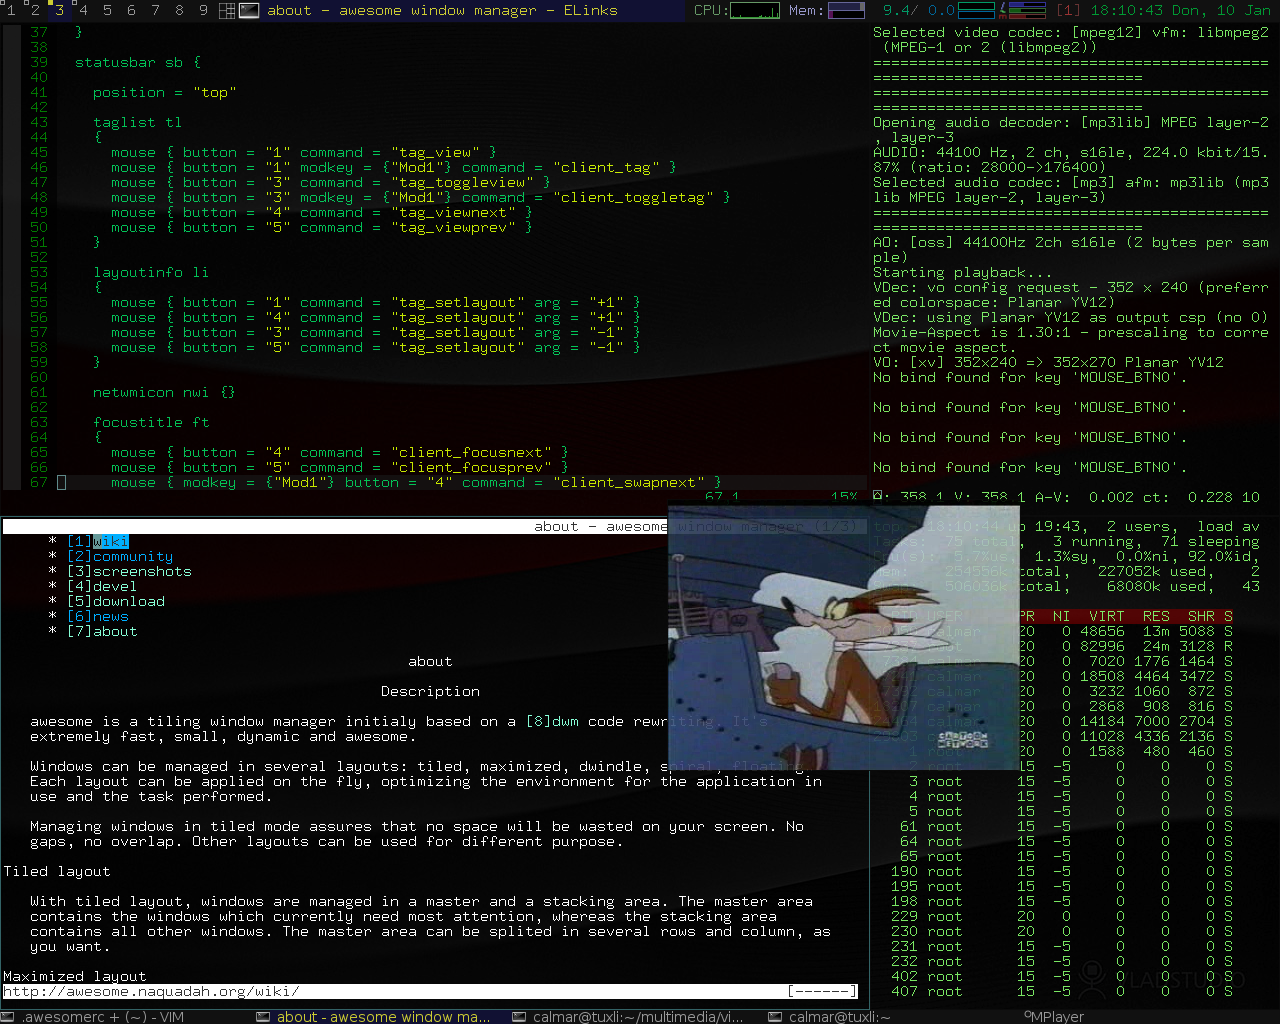 1 2 3 4 5 6 7 8 9 about - awesome window manager - ELinks CPU: Mem: 9.4/ 0.0 [1] 18:10:43 Don, 10 Jan
37 }
38
39 statusbar sb {
40
41 position = "top"
42
43 taglist tl
44 {
45 mouse { button = "1" command = "tag_view" }
46 mouse { button = "1" modkey = {"Mod1"} command = "client_tag" }
47 mouse { button = "3" command = "tag_toggleview" }
48 mouse { button = "3" modkey = {"Mod1"} command = "client_toggletag" }
49 mouse { button = "4" command = "tag_viewnext" }
50 mouse { button = "5" command = "tag_viewprev" }
51 }
52
53 layoutinfo li
54 {
55 mouse { button = "1" command = "tag_setlayout" arg = "+1" }
56 mouse { button = "4" command = "tag_setlayout" arg = "+1" }
57 mouse { button = "3" command = "tag_setlayout" arg = "-1" }
58 mouse { button = "5" command = "tag_setlayout" arg = "-1" }
59 }
60
61 netwmicon nwi {}
62
63 focustitle ft
64 {
65 mouse { button = "4" command = "client_focusnext" }
66 mouse { button = "5" command = "client_focusprev" }
67 mouse { modkey = {"Mod1"} button = "4" command = "client_swapnext" }
67,1 15%
Selected video codec: [mpeg12] vfm: libmpeg2
(MPEG-1 or 2 (libmpeg2))
============================================
==============================
============================================
==============================
Opening audio decoder: [mp3lib] MPEG layer-2
, layer-3
AUDIO: 44100 Hz, 2 ch, s16le, 224.0 kbit/15.
87% (ratio: 28000->176400)
Selected audio codec: [mp3] afm: mp3lib (mp3
lib MPEG layer-2, layer-3)
============================================
==============================
AO: [oss] 44100Hz 2ch s16le (2 bytes per sam
ple)
Starting playback...
VDec: vo config request - 352 x 240 (preferr
ed colorspace: Planar YV12)
VDec: using Planar YV12 as output csp (no 0)
Movie-Aspect is 1.30:1 - prescaling to corre
ct movie aspect.
VO: [xv] 352x240 => 352x270 Planar YV12
No bind found for key 'MOUSE_BTN0'.
No bind found for key 'MOUSE_BTN0'.
No bind found for key 'MOUSE_BTN0'.
No bind found for key 'MOUSE_BTN0'.
A: 358.1 V: 358.1 A-V: 0.002 ct: 0.228 10
about - awesome window manager (1/3)
* [1]wiki
* [2]community
* [3]screenshots
* [4]devel
* [5]download
* [6]news
* [7]about
about
Description
awesome is a tiling window manager initialy based on a [8]dwm code rewriting. It's
extremely fast, small, dynamic and awesome.
Windows can be managed in several layouts: tiled, maximized, dwindle, spiral, floating.
Each layout can be applied on the fly, optimizing the environment for the application in
use and the task performed.
Managing windows in tiled mode assures that no space will be wasted on your screen. No
gaps, no overlap. Other layouts can be used for different purpose.
Tiled layout
With tiled layout, windows are managed in a master and a stacking area. The master area
contains the windows which currently need most attention, whereas the stacking area
contains all other windows. The master area can be splited in several rows and column, as
you want.
Maximized layout
http://awesome.naquadah.org/wiki/ [------]
CARTOON
NETWORK
top - 18:10:44 up 19:43, 2 users, load av
Tasks: 75 total, 3 running, 71 sleeping
1.3%sy, 0.0%ni, 92.0%id,
Mem: 254556k total, 227052k used, 2
506036k total, 68080k used, 43
USER PR NI VIRT RES SHR S
calmar 20 0 48656 13m 5088 S
20 0 82996 24m 3128 R
20 0 7020 1776 1464 S
20 0 18508 4464 3472 S
calmar 20 0 3232 1060 872 S
20 0 2868 908 816 S
20 0 14184 7000 2704 S
20 0 11028 4336 2136 S
1 root 20 0 1588 480 460 S
2 root 15 -5 0 0 0 S
3 root 15 -5 0 0 0 S
4 root 15 -5 0 0 0 S
5 root 15 -5 0 0 0 S
61 root 15 -5 0 0 0 S
64 root 15 -5 0 0 0 S
65 root 15 -5 0 0 0 S
190 root 15 -5 0 0 0 S
195 root 15 -5 0 0 0 S
198 root 15 -5 0 0 0 S
229 root 20 0 0 0 0 S
230 root 20 0 0 0 0 S
231 root 15 -5 0 0 0 S
232 root 15 -5 0 0 0 S
402 root 15 -5 0 0 0 S
407 root 15 -5 0 0 0 S
.awesomerc + (~) - VIM about - awesome window ma... calmar@tuxli:~/multimedia/vi... calmar@tuxli:~ MPlayer